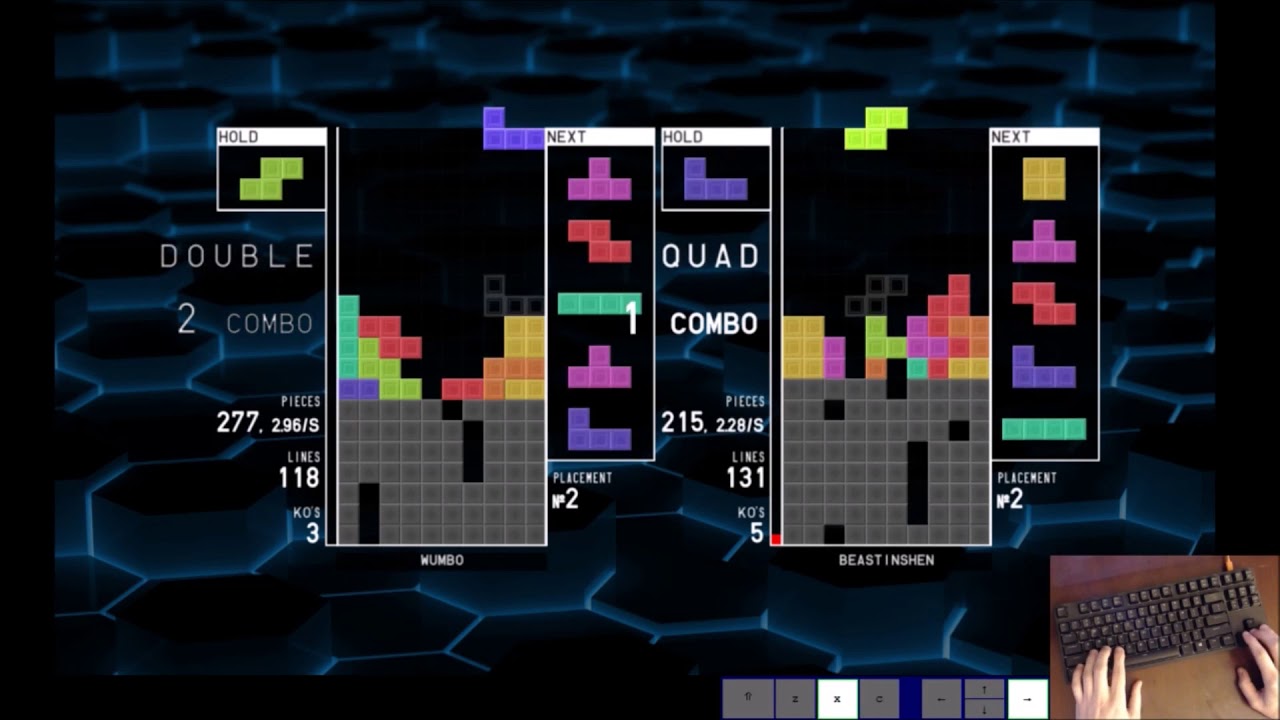 HOLD
NEXT
HOLD
NEXT
DOUBLE
2 COMBO
1
QUAD
COMBO
PIECES
277, 2.96/S
LINES
118
KO'S
3
PLACEMENT
№2
WUMBO
PIECES
215, 2.28/S
LINES
131
KO'S
5
PLACEMENT
№2
BEASTINSHEN
⇧ z x c ← ↑ ↓ →